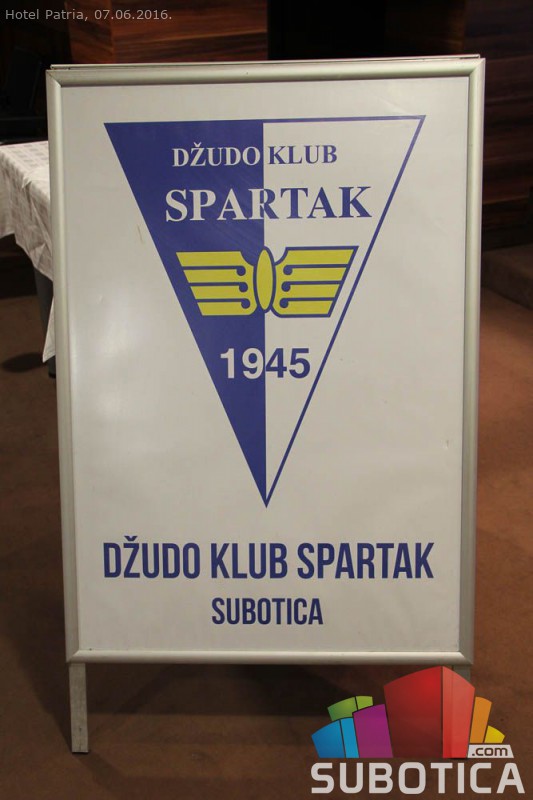 Hotel Patria, 07.06.2016.
DŽUDO KLUB
SPARTAK
1945
DŽUDO KLUB SPARTAK
SUBOTICA
.com
SUBOTICA